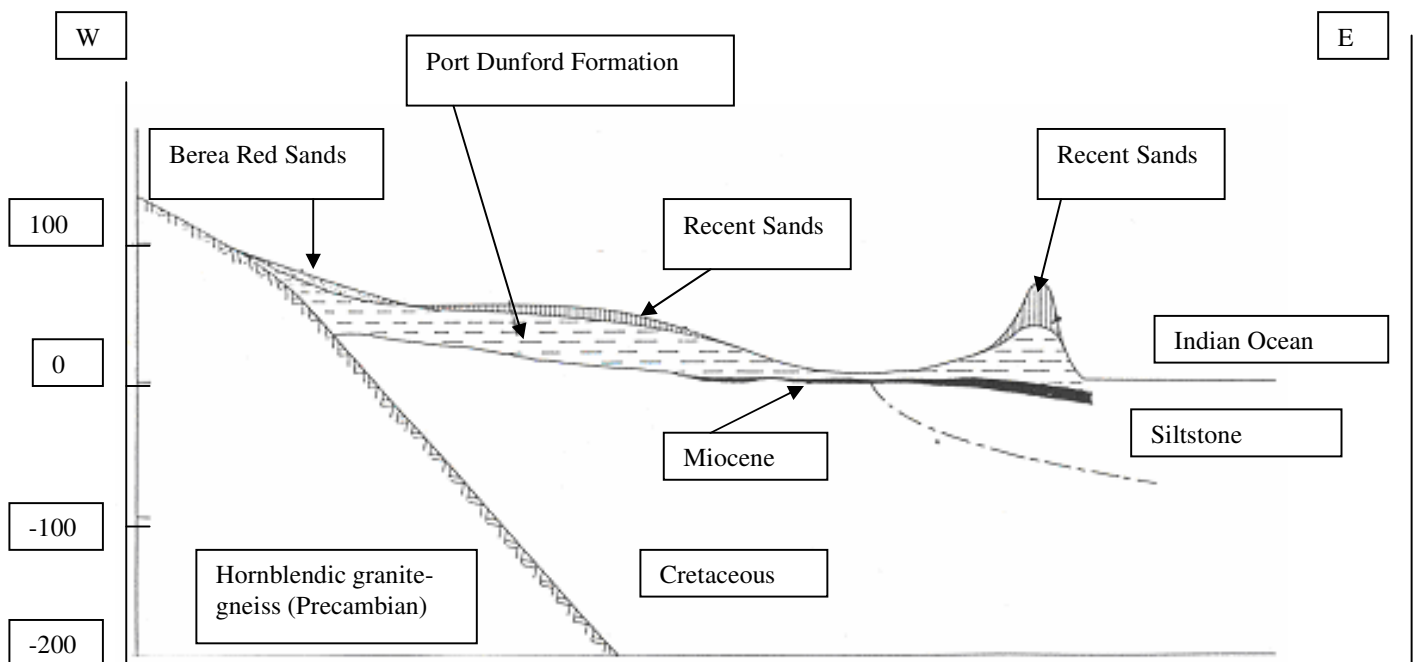 W
E
Port Dunford Formation
Berea Red Sands
Recent Sands
Recent Sands
100
Indian Ocean
0
Siltstone
Miocene
-100
Hornblendic granite-
gneiss (Precambian)
Cretaceous
-200